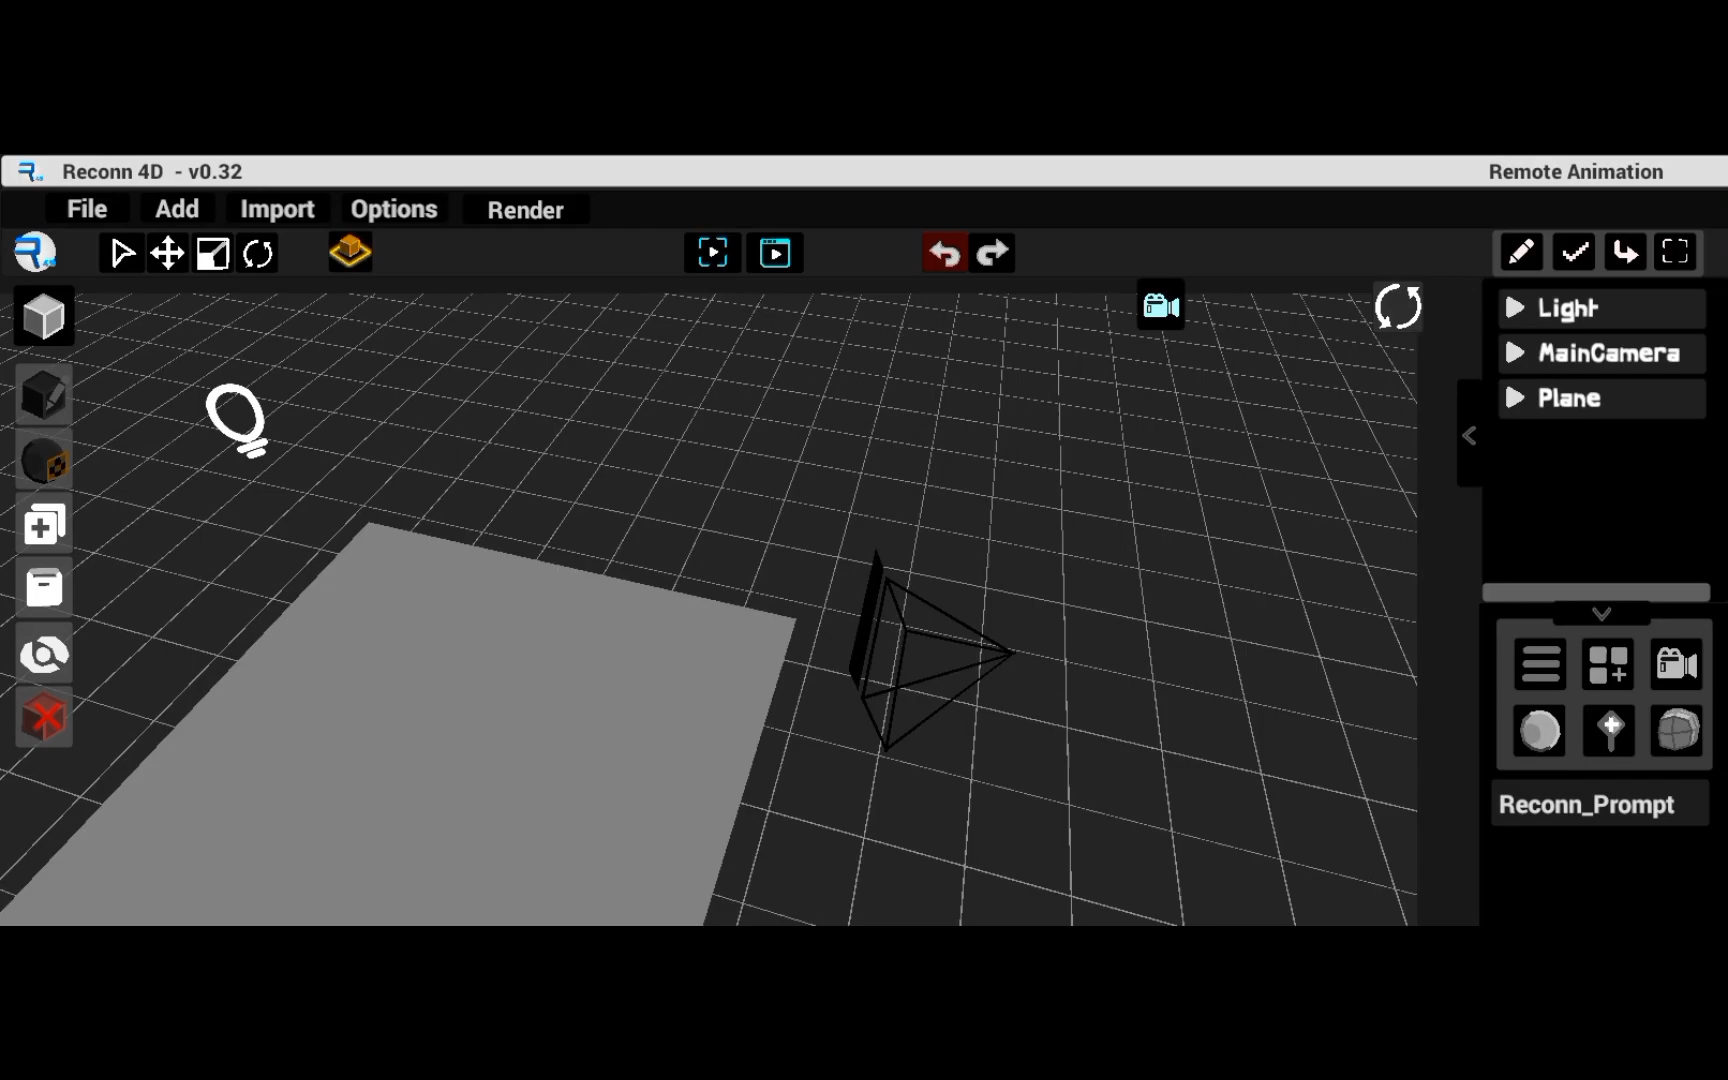 Reconn 4D - v0.32
Remote Animation
File Add Import Options Render
Light
MainCamera
Plane
Reconn_Prompt